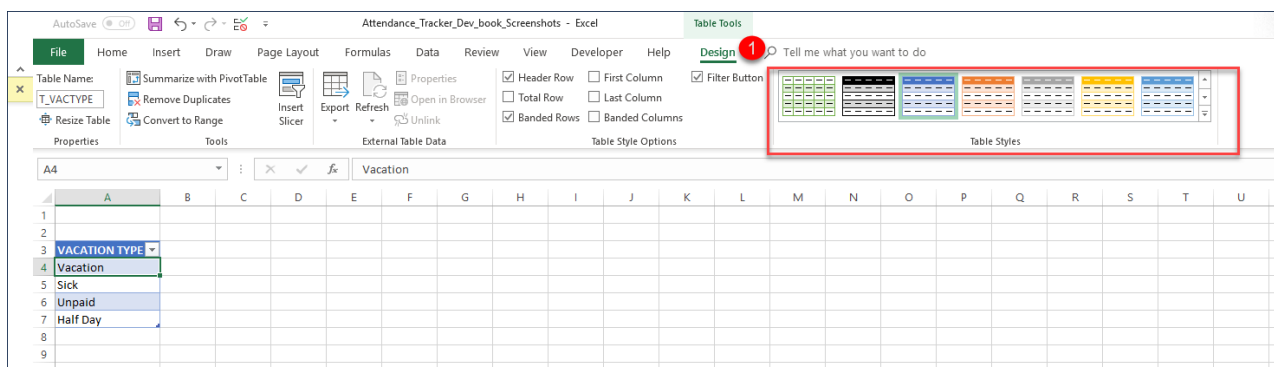 AutoSave Off Attendance_Tracker_Dev_book_Screenshots - Excel Table Tools
File Home Insert Draw Page Layout Formulas Data Review View Developer Help Design 1 Tell me what you want to do
Table Name: Summarize with PivotTable Properties Header Row First Column Filter Button
T_VACTYPE Remove Duplicates Insert Slicer Export Refresh Open in Browser Total Row Last Column
Resize Table Convert to Range Unlink Banded Rows Banded Columns
Properties Tools External Table Data Table Style Options Table Styles
A4 fx Vacation
A B C D E F G H I J K L M N O P Q R S T U
1
2
3 VACATION TYPE
4 Vacation
5 Sick
6 Unpaid
7 Half Day
8
9